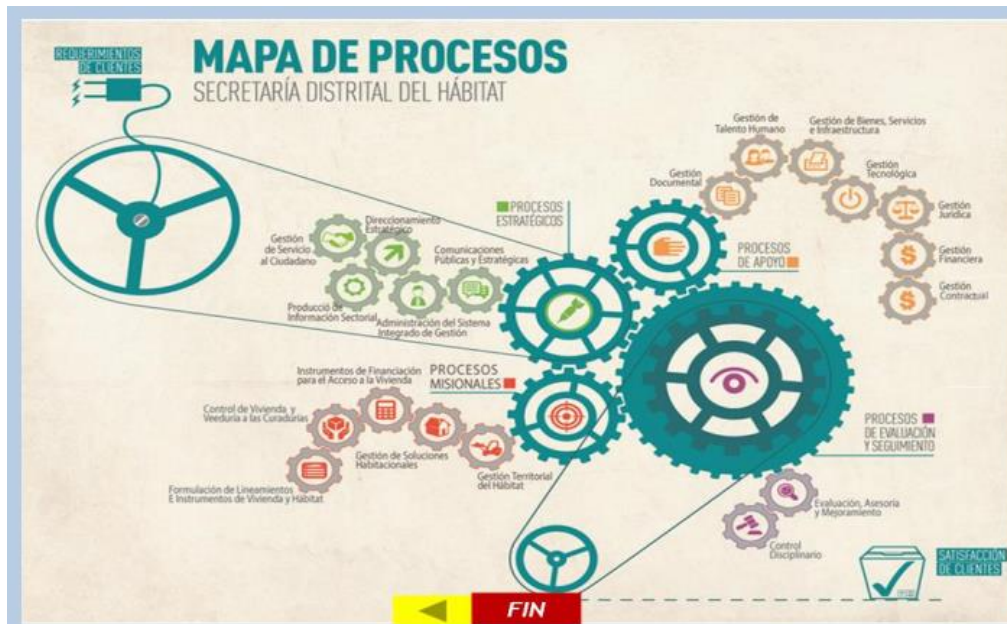 REQUERIMIENTOS
DE CLIENTES
MAPA DE PROCESOS
SECRETARÍA DISTRITAL DEL HÁBITAT
Gestión de
Talento Humano
Gestión de Bienes, Servicios
e Infraestructura
Gestión
Documental
Gestión
Tecnológica
Gestión
Jurídica
Gestión
Financiera
Gestión
Contractual
PROCESOS
DE APOYO
PROCESOS
ESTRATÉGICOS
Direccionamiento
Estratégico
Gestión
de Servicio
al Ciudadano
Comunicaciones
Públicas y Estratégicas
Producció de
Información Sectorial
Administración del Sistema
Integrado de Gestión
PROCESOS
MISIONALES
Instrumentos de Financiación
para el Acceso a la Vivienda
Control de Vivienda y
Veeduría a las Curadurías
Gestión de Soluciones
Habitacionales
Gestión Territorial
del Hábitat
Formulación de Lineamientos
E Instrumentos de Vivienda y Hábitat
PROCESOS
DE EVALUACIÓN
Y SEGUIMIENTO
Evaluación, Asesoría
y Mejoramiento
Control
Disciplinario
SATISFACCIÓN
DE CLIENTES
FIN